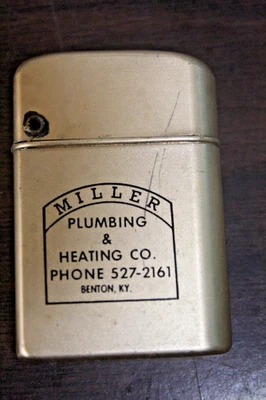 MILLER
PLUMBING
&
HEATING CO.
PHONE 527-2161
BENTON, KY.